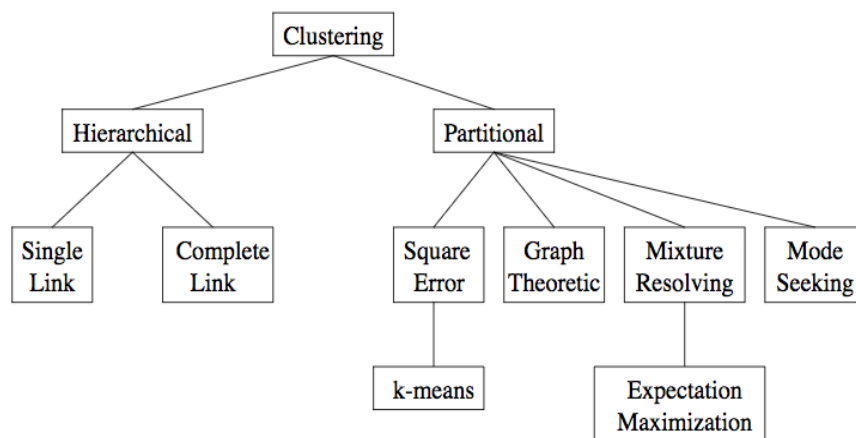 Clustering
Hierarchical
Partitional
Single
Link
Complete
Link
Square
Error
Graph
Theoretic
Mixture
Resolving
Mode
Seeking
k-means
Expectation
Maximization